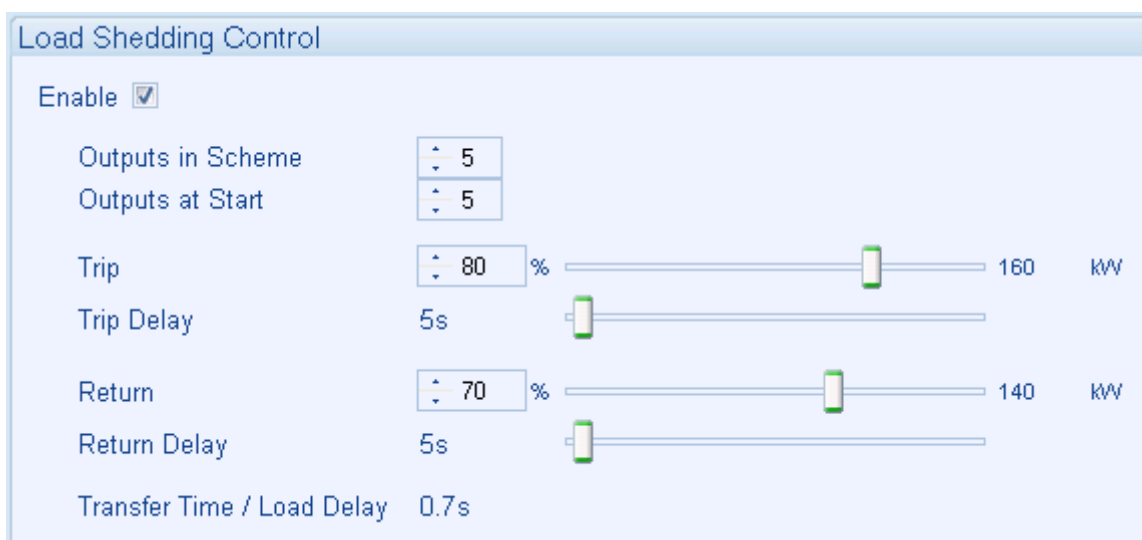 Load Shedding Control
Enable
Outputs in Scheme 5
Outputs at Start 5
Trip 80 % 160 kW
Trip Delay 5s
Return 70 % 140 kW
Return Delay 5s
Transfer Time / Load Delay 0.7s